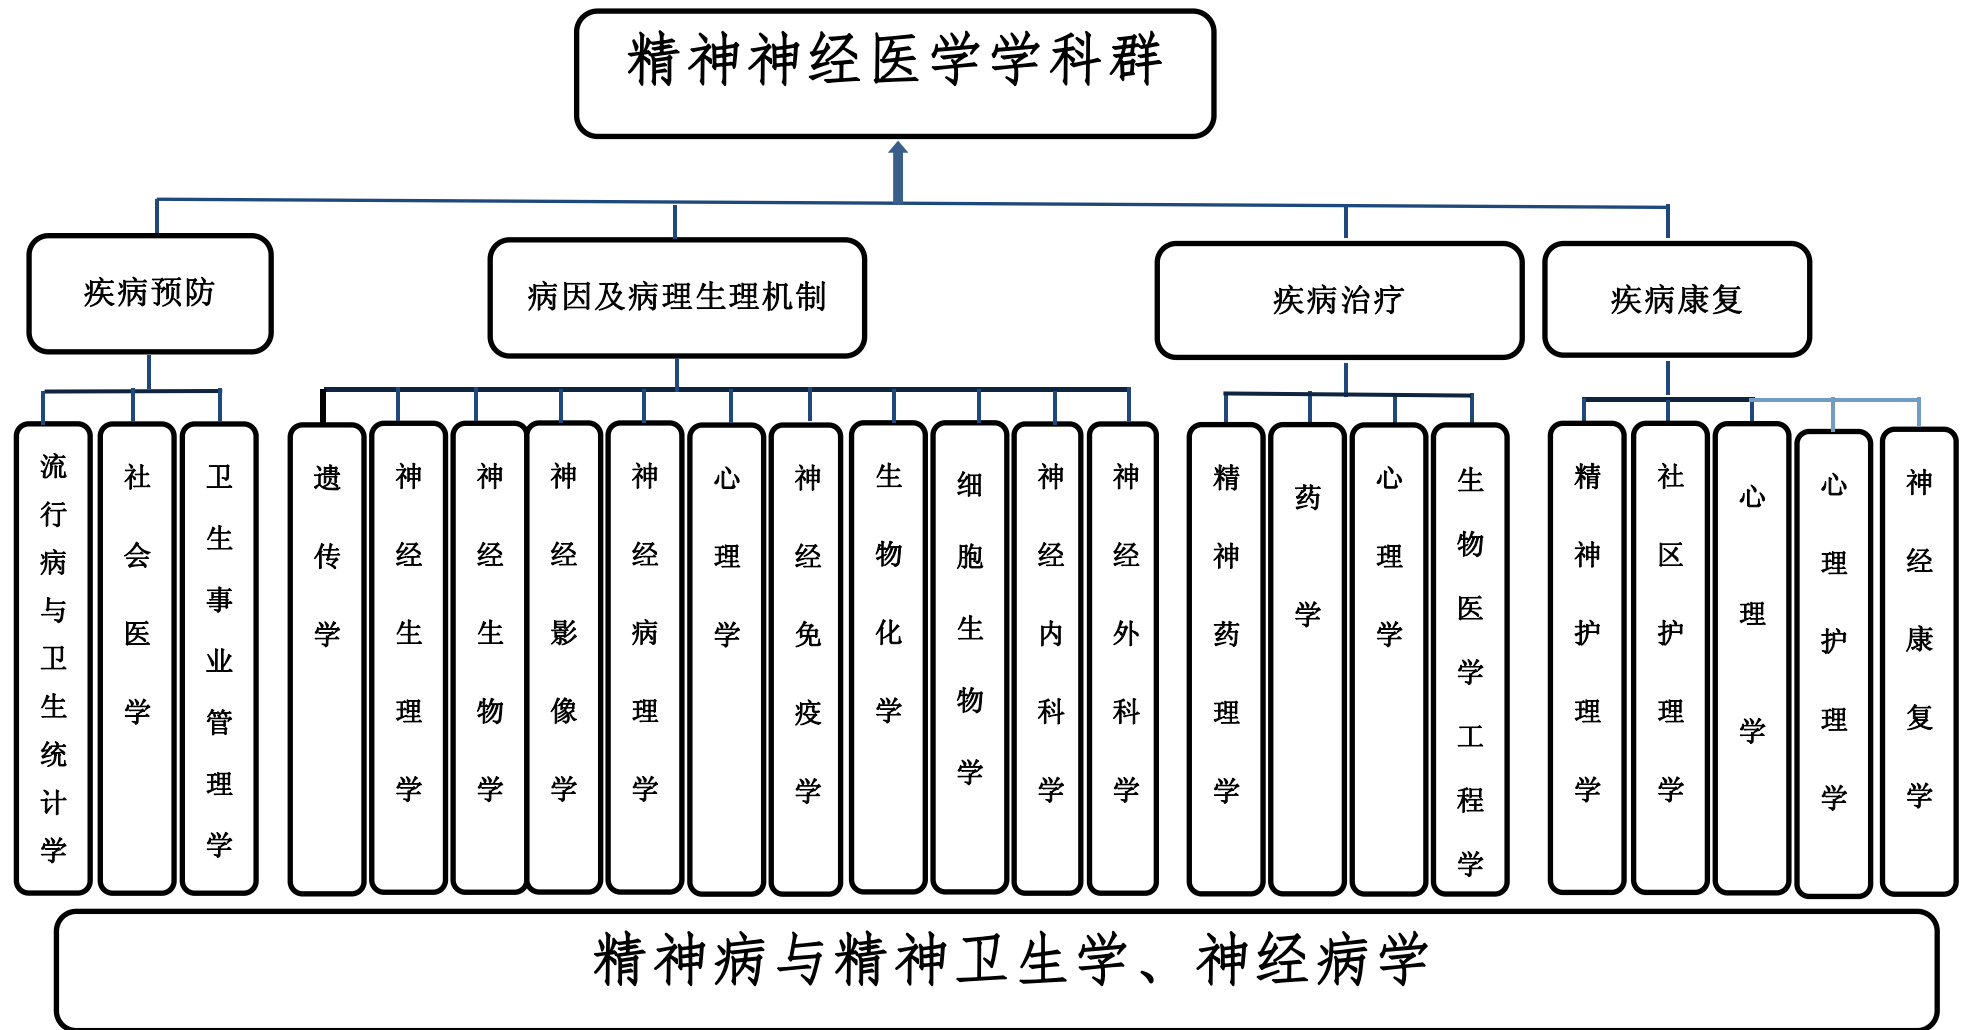 精神神经医学学科群
疾病预防
病因及病理生理机制
疾病治疗
疾病康复
流行病与卫生统计学
社会医学
卫生事业管理学
遗传学
神经生理学
神经生物学
神经影像学
神经病理学
心理学
神经免疫学
生物化学
细胞生物学
神经内科学
神经外科学
精神药理学
药学
心理学
生物医学工程学
精神护理学
社区护理学
心理学
心理护理学
神经康复学
精神病与精神卫生学、神经病学